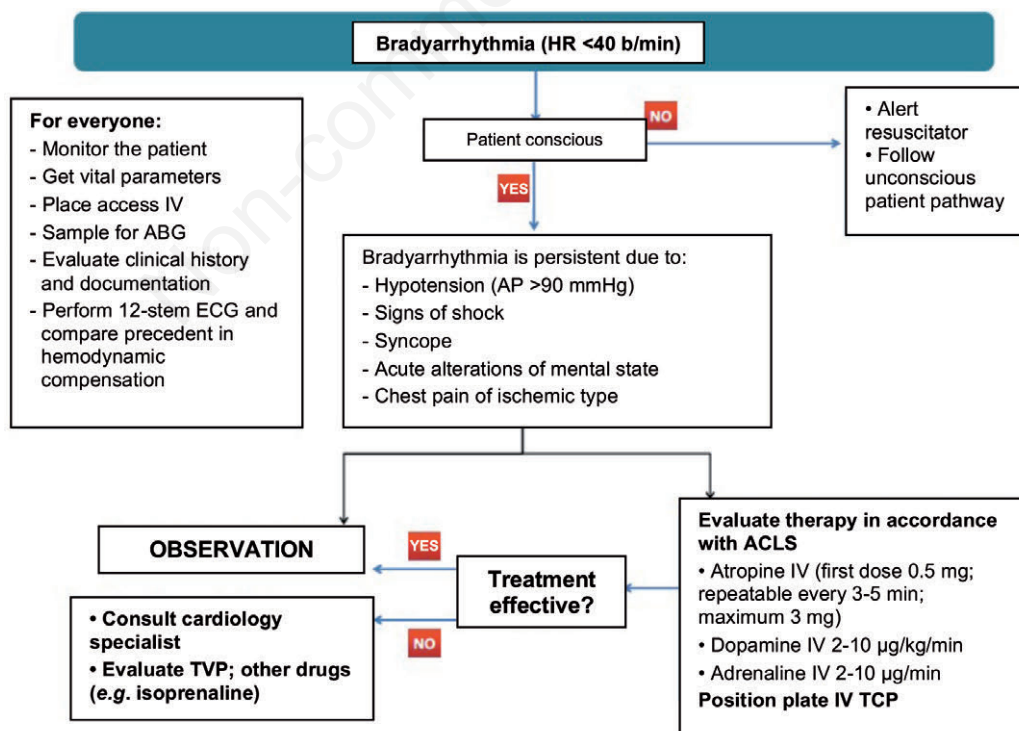 Bradyarrhythmia (HR <40 b/min)
For everyone:
- Monitor the patient
- Get vital parameters
- Place access IV
- Sample for ABG
- Evaluate clinical history
and documentation
- Perform 12-stem ECG and
compare precedent in
hemodynamic
compensation
Patient conscious
NO
• Alert
resuscitator
• Follow
unconscious
patient pathway
YES
Bradyarrhythmia is persistent due to:
- Hypotension (AP >90 mmHg)
- Signs of shock
- Syncope
- Acute alterations of mental state
- Chest pain of ischemic type
OBSERVATION
YES
Treatment
effective?
NO
• Consult cardiology
specialist
• Evaluate TVP; other drugs
(e.g. isoprenaline)
Evaluate therapy in accordance
with ACLS
• Atropine IV (first dose 0.5 mg;
repeatable every 3-5 min;
maximum 3 mg)
• Dopamine IV 2-10 µg/kg/min
• Adrenaline IV 2-10 µg/min
Position plate IV TCP